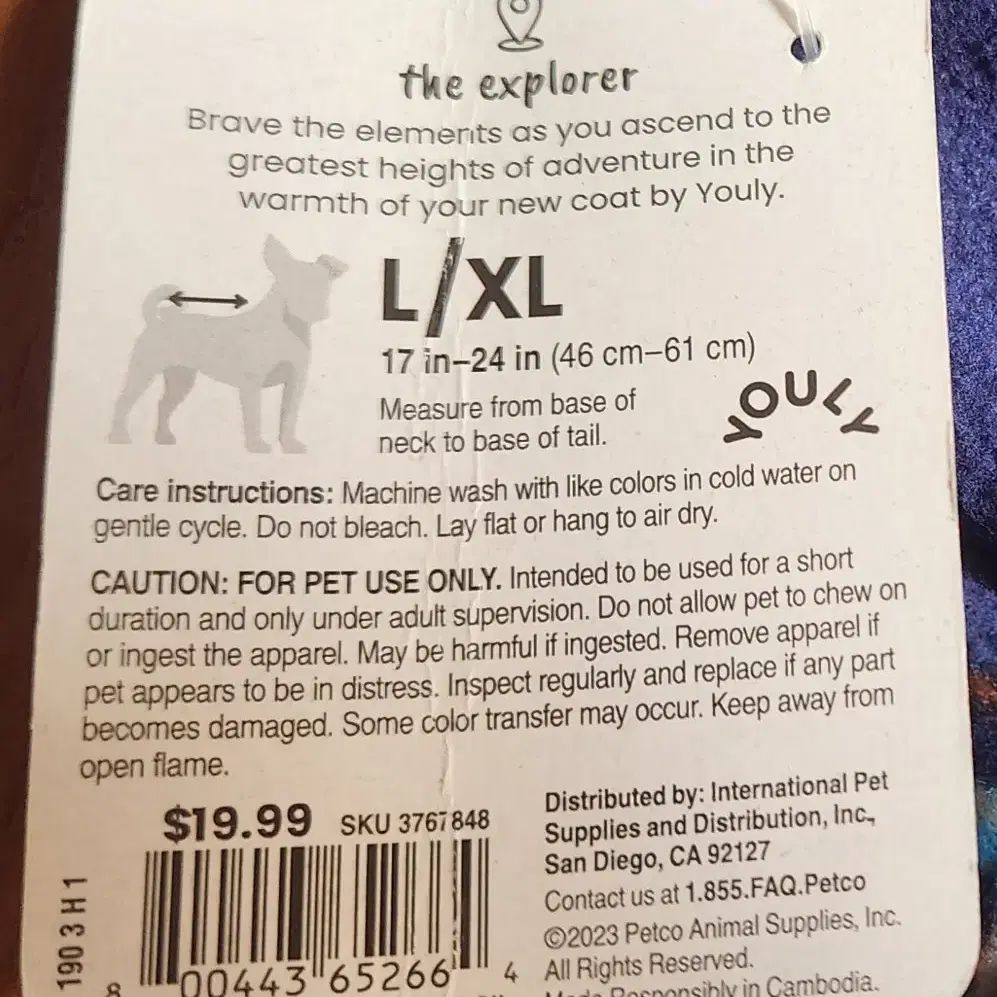 the explorer
Brave the elements as you ascend to the
greatest heights of adventure in the
warmth of your new coat by Youly.
L/XL
17 in–24 in (46 cm–61 cm)
Measure from base of
neck to base of tail.
YOULY
Care instructions: Machine wash with like colors in cold water on
gentle cycle. Do not bleach. Lay flat or hang to air dry.
CAUTION: FOR PET USE ONLY. Intended to be used for a short
duration and only under adult supervision. Do not allow pet to chew on
or ingest the apparel. May be harmful if ingested. Remove apparel if
pet appears to be in distress. Inspect regularly and replace if any part
becomes damaged. Some color transfer may occur. Keep away from
open flame.
$19.99 SKU 3767848
1903H1
8 00443 65266 4
Distributed by: International Pet
Supplies and Distribution, Inc.,
San Diego, CA 92127
Contact us at 1.855.FAQ.Petco
©2023 Petco Animal Supplies, Inc.
All Rights Reserved.
Made Responsibly in Cambodia.